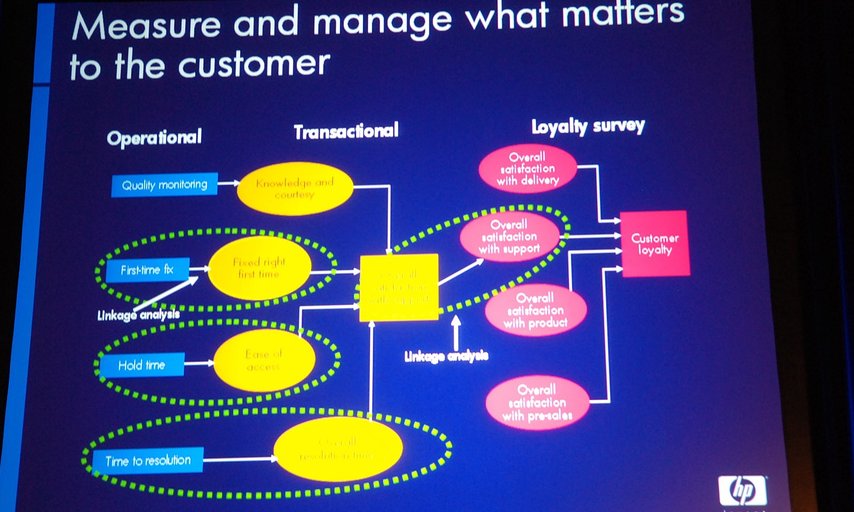 Measure and manage what matters
to the customer
Operational
Transactional
Loyalty survey
Quality monitoring
Knowledge and
courtesy
Overall
satisfaction
with delivery
First-time fix
Fixed right
first time
Overall
satisfaction
with support
Overall
satisfaction
with support
Customer
loyalty
Linkage analysis
Overall
satisfaction
with product
Linkage analysis
Hold time
Ease of
access
Overall
satisfaction
with pre-sales
Time to resolution
Overall
resolution time
hp